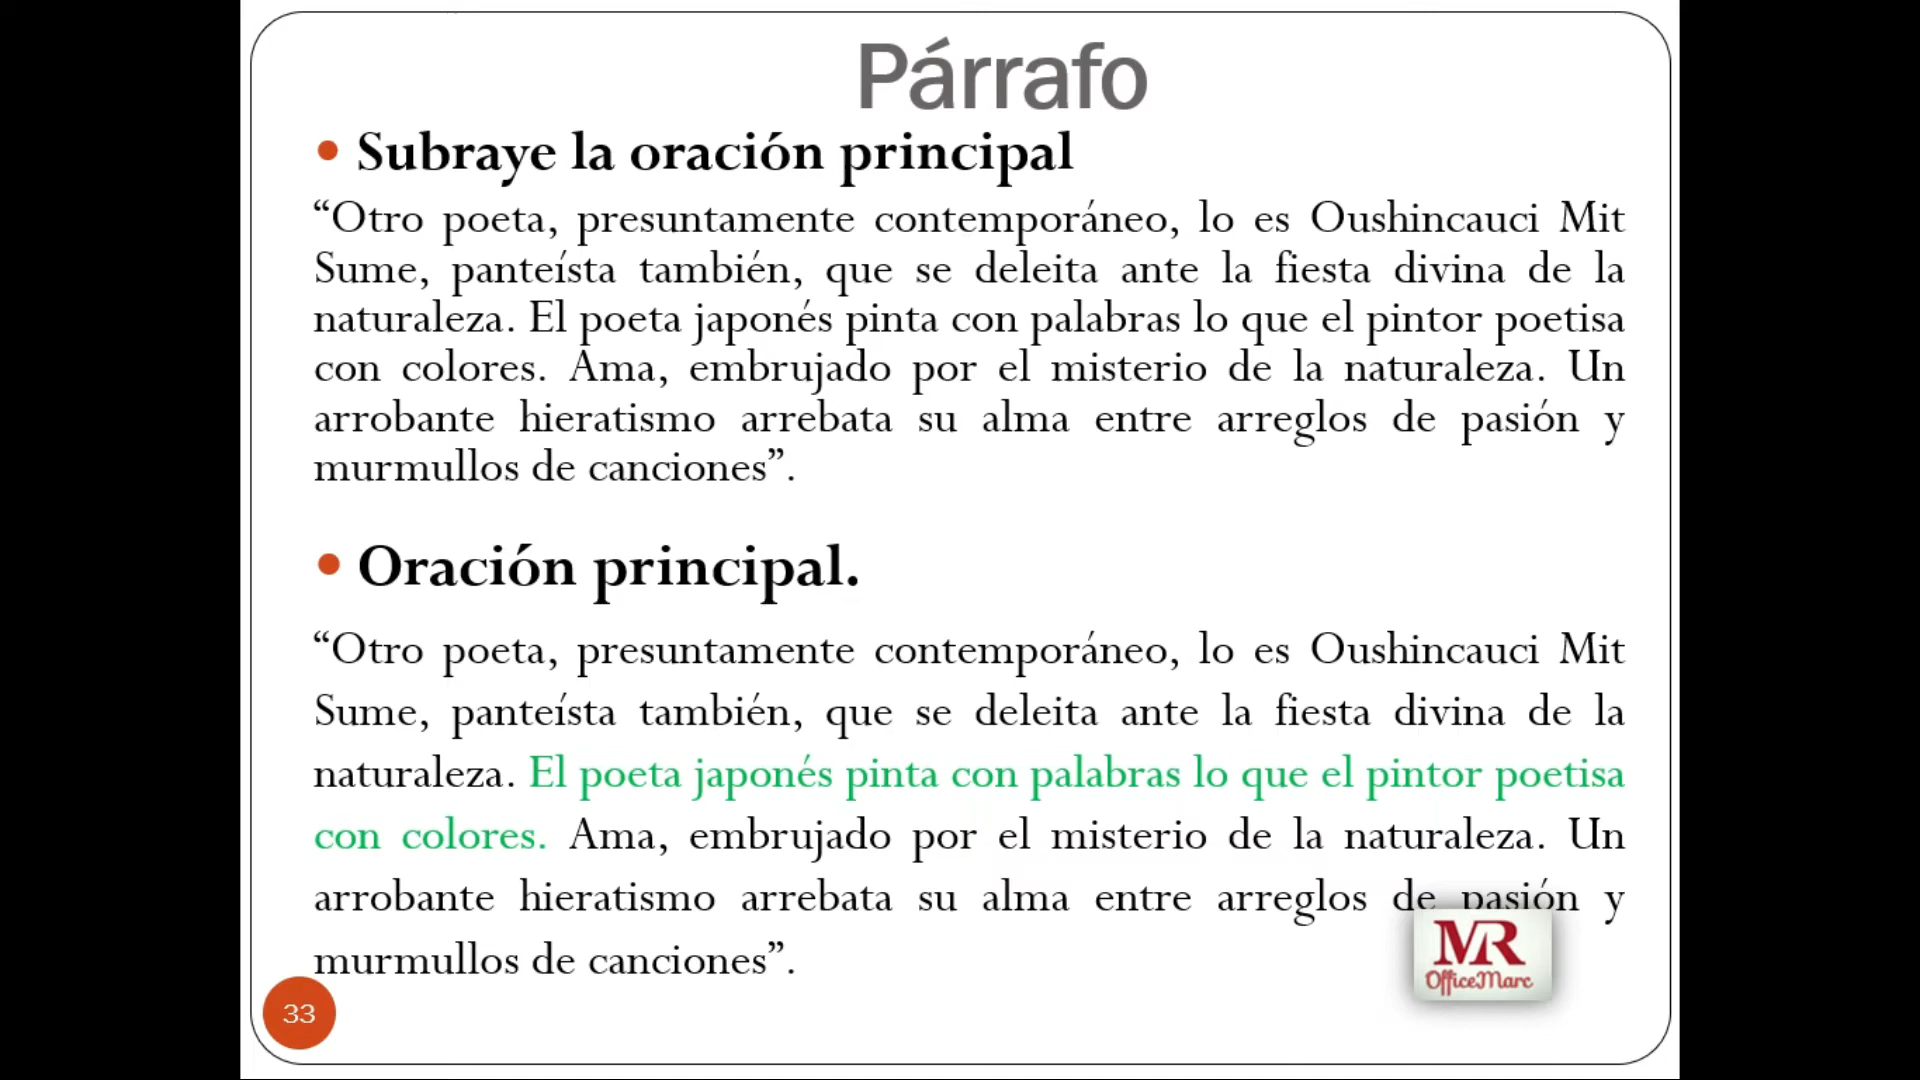 Párrafo
• Subraye la oración principal
“Otro poeta, presuntamente contemporáneo, lo es Oushincauci Mit
Sume, panteísta también, que se deleita ante la fiesta divina de la
naturaleza. El poeta japonés pinta con palabras lo que el pintor poetisa
con colores. Ama, embrujado por el misterio de la naturaleza. Un
arrobante hieratismo arrebata su alma entre arreglos de pasión y
murmullos de canciones”.
• Oración principal.
“Otro poeta, presuntamente contemporáneo, lo es Oushincauci Mit
Sume, panteísta también, que se deleita ante la fiesta divina de la
naturaleza. El poeta japonés pinta con palabras lo que el pintor poetisa
con colores. Ama, embrujado por el misterio de la naturaleza. Un
arrobante hieratismo arrebata su alma entre arreglos de pasión y
murmullos de canciones”.
MR
OfficeMarc
33